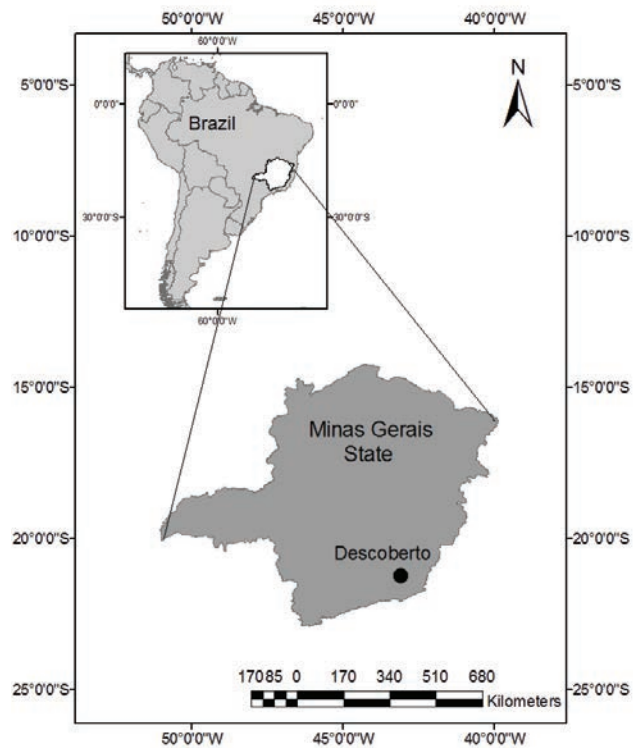 50°0'0"W 45°0'0"W 40°0'0"W
60°0'0"W
5°0'0"S 5°0'0"S
N
0°0'0" 0°0'0"
Brazil
30°0'0"S 30°0'0"S
10°0'0"S 10°0'0"S
60°0'0"W
15°0'0"S 15°0'0"S
Minas Gerais
State
20°0'0"S 20°0'0"S
Descoberto
17085 0 170 340 510 680
Kilometers
25°0'0"S 25°0'0"S
50°0'0"W 45°0'0"W 40°0'0"W